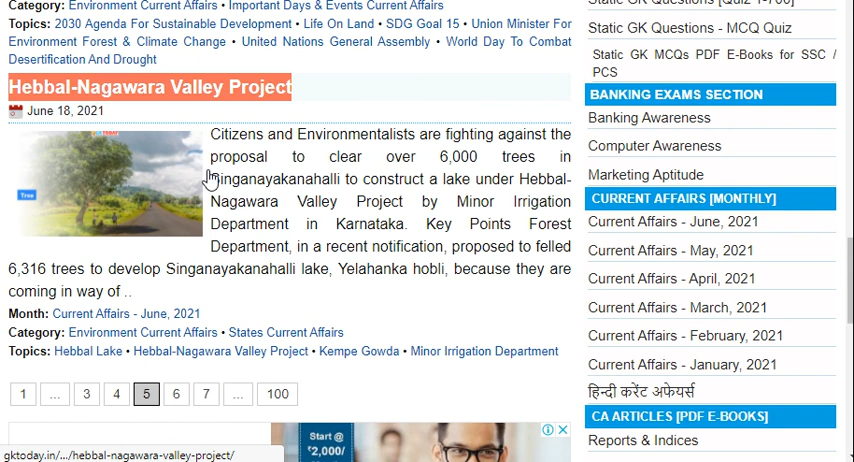 Category: Environment Current Affairs • Important Days & Events Current Affairs
Topics: 2030 Agenda For Sustainable Development • Life On Land • SDG Goal 15 • Union Minister For
Environment Forest & Climate Change • United Nations General Assembly • World Day To Combat
Desertification And Drought
Hebbal-Nagawara Valley Project
June 18, 2021
Tree
Citizens and Environmentalists are fighting against the
proposal to clear over 6,000 trees in
Singanayakanahalli to construct a lake under Hebbal-
Nagawara Valley Project by Minor Irrigation
Department in Karnataka. Key Points Forest
Department, in a recent notification, proposed to felled
6,316 trees to develop Singanayakanahalli lake, Yelahanka hobli, because they are
coming in way of ..
Month: Current Affairs - June, 2021
Category: Environment Current Affairs • States Current Affairs
Topics: Hebbal Lake • Hebbal-Nagawara Valley Project • Kempe Gowda • Minor Irrigation Department
1 ... 3 4 5 6 7 ... 100
Start @
₹2,000/
gktoday.in/.../hebbal-nagawara-valley-project/
Static GK Questions [Quiz 1-700]
Static GK Questions - MCQ Quiz
Static GK MCQs PDF E-Books for SSC /
PCS
BANKING EXAMS SECTION
Banking Awareness
Computer Awareness
Marketing Aptitude
CURRENT AFFAIRS [MONTHLY]
Current Affairs - June, 2021
Current Affairs - May, 2021
Current Affairs - April, 2021
Current Affairs - March, 2021
Current Affairs - February, 2021
Current Affairs - January, 2021
हिन्दी करेंट अफेयर्स
CA ARTICLES [PDF E-BOOKS]
Reports & Indices